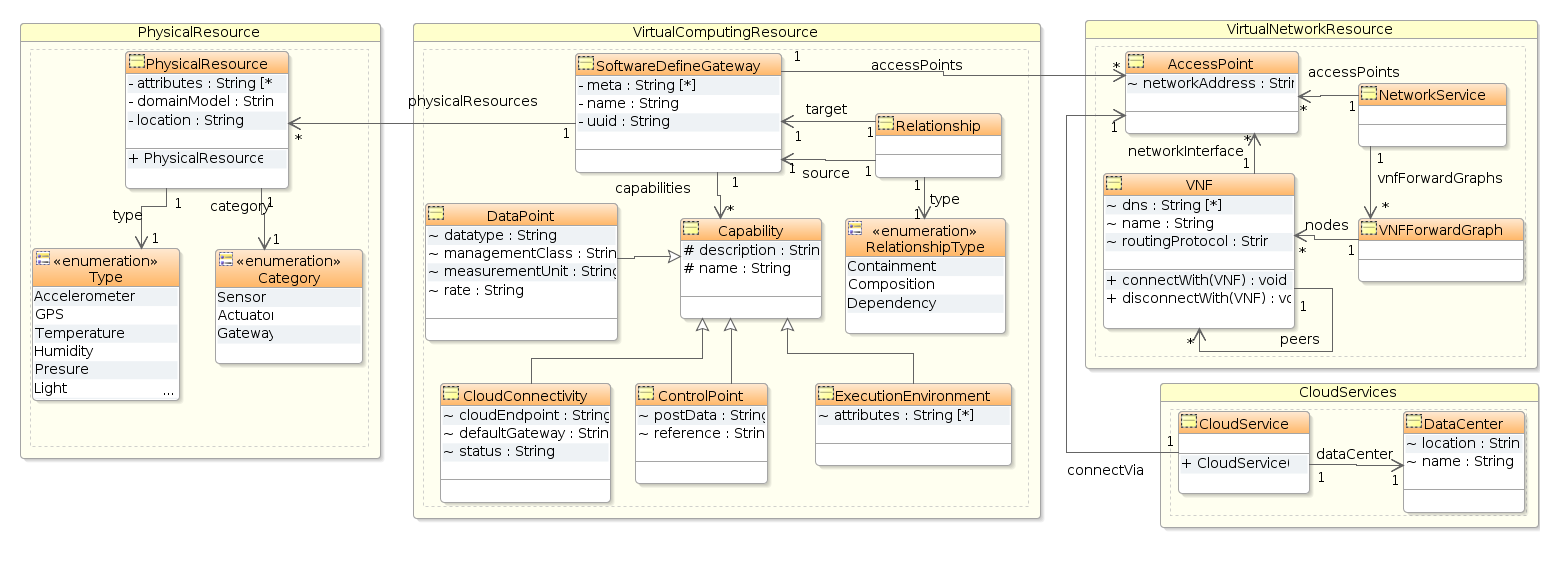 PhysicalResource
PhysicalResource
- attributes : String [*
- domainModel : Strin
- location : String
+ PhysicalResource
type
1
1
category
1
1
«enumeration»
Type
Accelerometer
GPS
Temperature
Humidity
Presure
Light
...
«enumeration»
Category
Sensor
Actuator
Gateway
physicalResources
*
1
VirtualComputingResource
SoftwareDefineGateway
- meta : String [*]
- name : String
- uuid : String
1
accessPoints
*
target
1
1
source
1
1
Relationship
capabilities
1
*
type
1
1
DataPoint
~ datatype : String
~ managementClass : Strin
~ measurementUnit : String
~ rate : String
Capability
# description : Strin
# name : String
«enumeration»
RelationshipType
Containment
Composition
Dependency
CloudConnectivity
~ cloudEndpoint : String
~ defaultGateway : Strin
~ status : String
ControlPoint
~ postData : String
~ reference : Strin
ExecutionEnvironment
~ attributes : String [*]
VirtualNetworkResource
AccessPoint
~ networkAddress : Strir
accessPoints
*
1
NetworkService
1
networkInterface
*
1
1
vnfForwardGraphs
*
VNF
~ dns : String [*]
~ name : String
~ routingProtocol : Strir
+ connectWith(VNF) : void
+ disconnectWith(VNF) : vc
nodes
*
1
VNFForwardGraph
1
peers
*
CloudServices
CloudService
+ CloudService(
1
connectVia
dataCenter
1
1
DataCenter
~ location : Strin
~ name : String